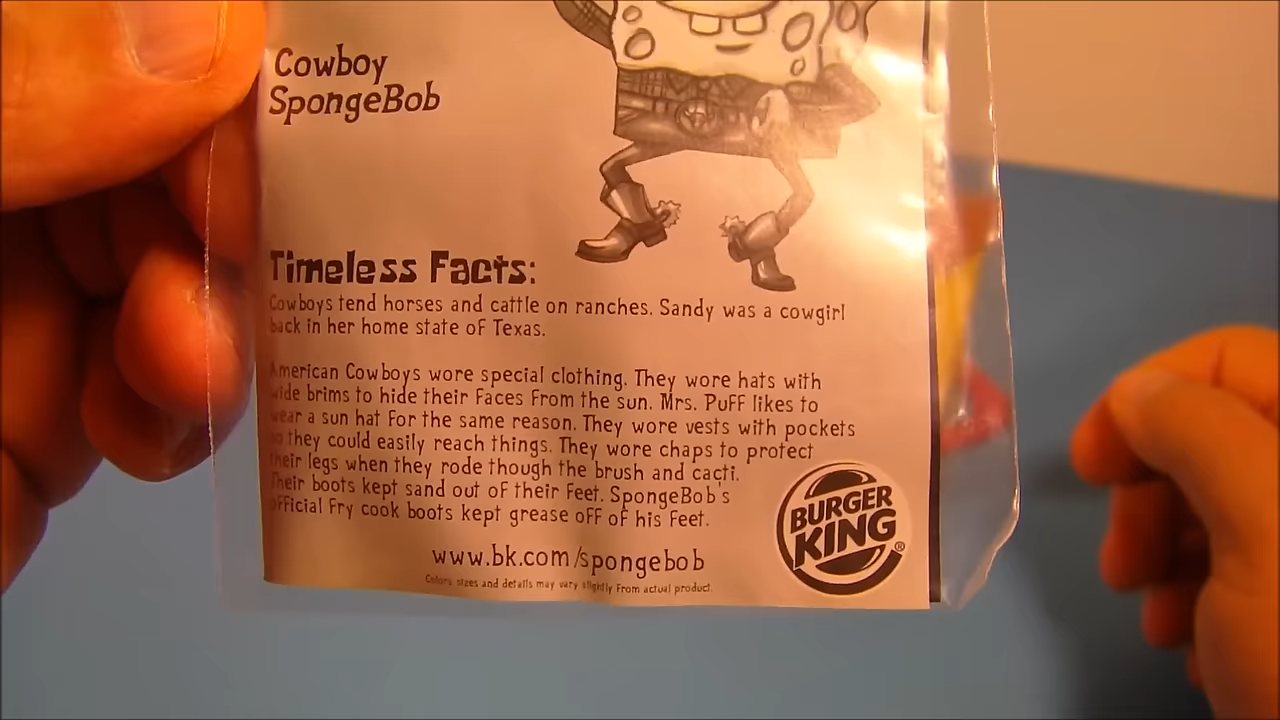 Cowboy
SpongeBob
Timeless Facts:
Cowboys tend horses and cattle on ranches. Sandy was a cowgirl
back in her home state of Texas.
American Cowboys wore special clothing. They wore hats with
wide brims to hide their faces from the sun. Mrs. Puff likes to
wear a sun hat for the same reason. They wore vests with pockets
so they could easily reach things. They wore chaps to protect
their legs when they rode though the brush and cacti.
Their boots kept sand out of their feet. SpongeBob's
official fry cook boots kept grease off of his feet.
www.bk.com/spongebob
Colors, sizes and details may vary slightly from actual product.
BURGER
KING®